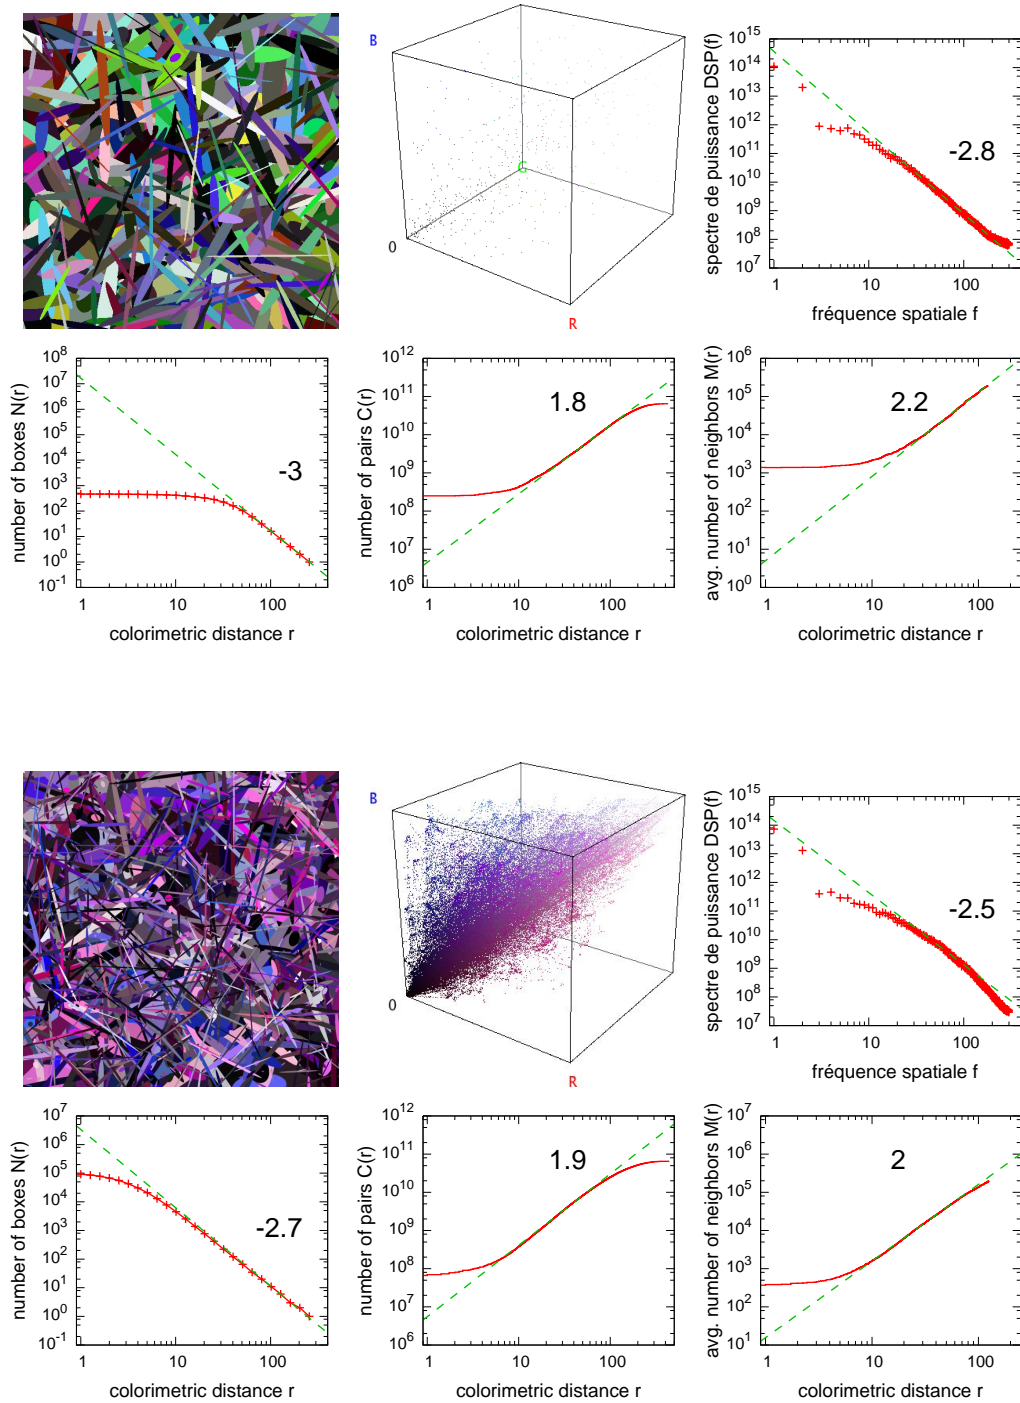 B
G
0
R
spectre de puissance DSP(f)
10^15
10^14
10^13
10^12
10^11
10^10
10^9
10^8
10^7
-2.8
1 10 100
fréquence spatiale f
number of boxes N(r)
10^8
10^7
10^6
10^5
10^4
10^3
10^2
10^1
10^0
10^-1
-3
1 10 100
colorimetric distance r
number of pairs C(r)
10^12
10^11
10^10
10^9
10^8
10^7
10^6
1.8
1 10 100
colorimetric distance r
avg. number of neighbors M(r)
10^6
10^5
10^4
10^3
10^2
10^1
10^0
2.2
1 10 100
colorimetric distance r
B
0
R
spectre de puissance DSP(f)
10^15
10^14
10^13
10^12
10^11
10^10
10^9
10^8
10^7
-2.5
1 10 100
fréquence spatiale f
number of boxes N(r)
10^7
10^6
10^5
10^4
10^3
10^2
10^1
10^0
10^-1
-2.7
1 10 100
colorimetric distance r
number of pairs C(r)
10^12
10^11
10^10
10^9
10^8
10^7
10^6
1.9
1 10 100
colorimetric distance r
avg. number of neighbors M(r)
10^7
10^6
10^5
10^4
10^3
10^2
10^1
2
1 10 100
colorimetric distance r